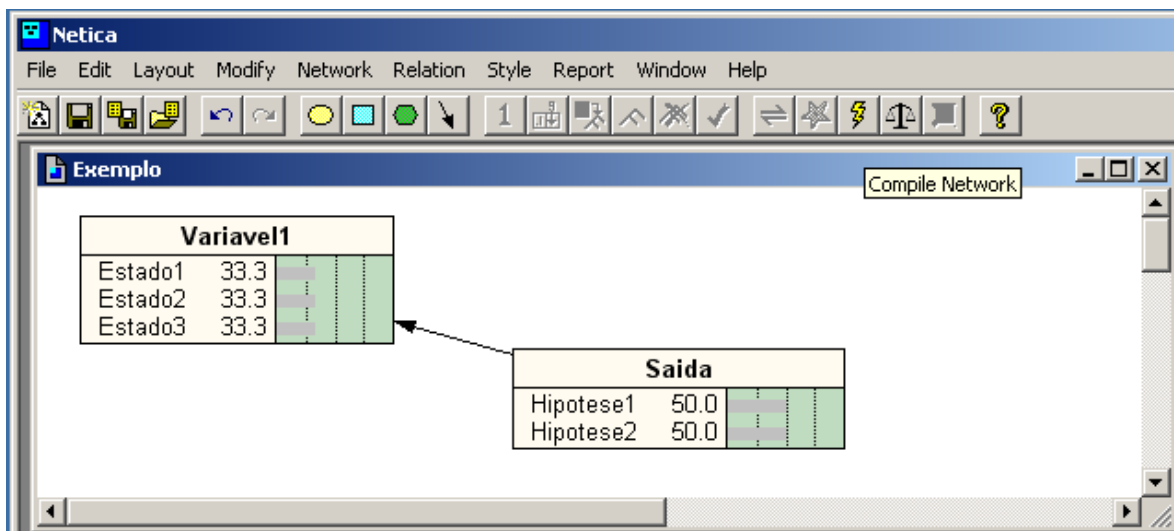 Netica
File Edit Layout Modify Network Relation Style Report Window Help
1 ?
Exemplo
Compile Network
Variavel1
Estado1 33.3
Estado2 33.3
Estado3 33.3
Saida
Hipotese1 50.0
Hipotese2 50.0